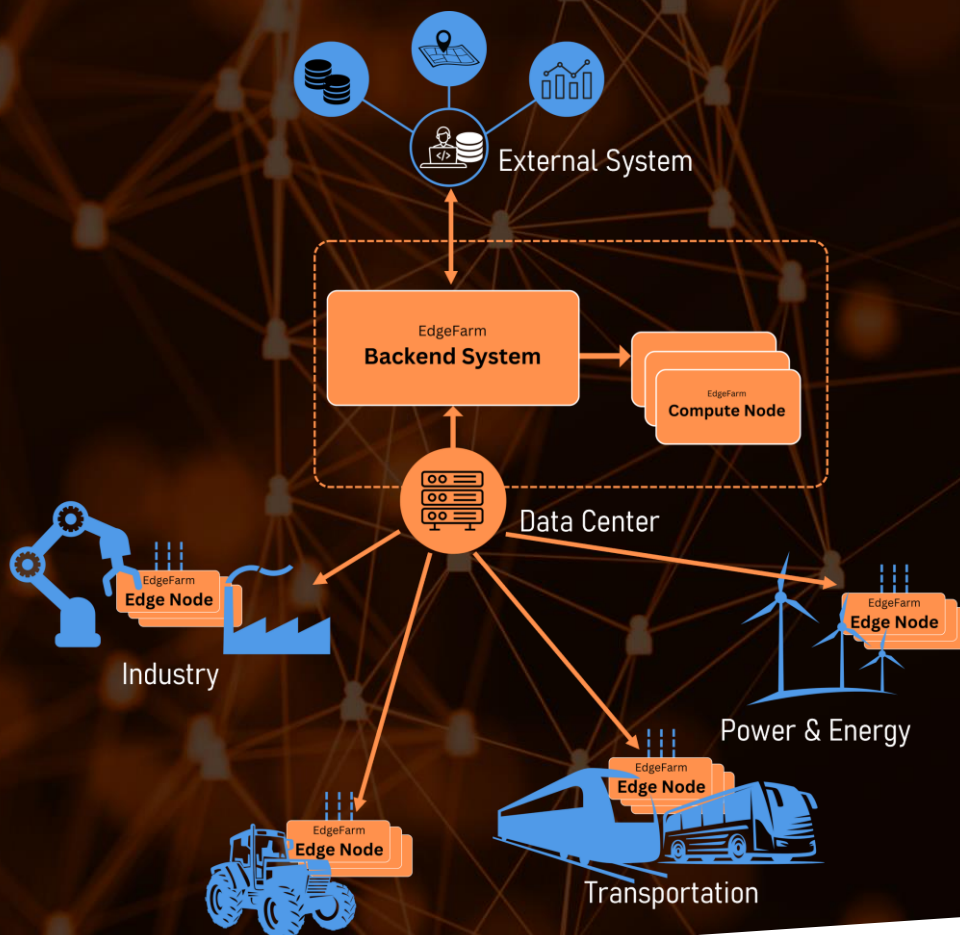 External System
EdgeFarm
Backend System
EdgeFarm
Compute Node
Data Center
EdgeFarm
Edge Node
Industry
EdgeFarm
Edge Node
Power & Energy
EdgeFarm
Edge Node
Transportation
EdgeFarm
Edge Node